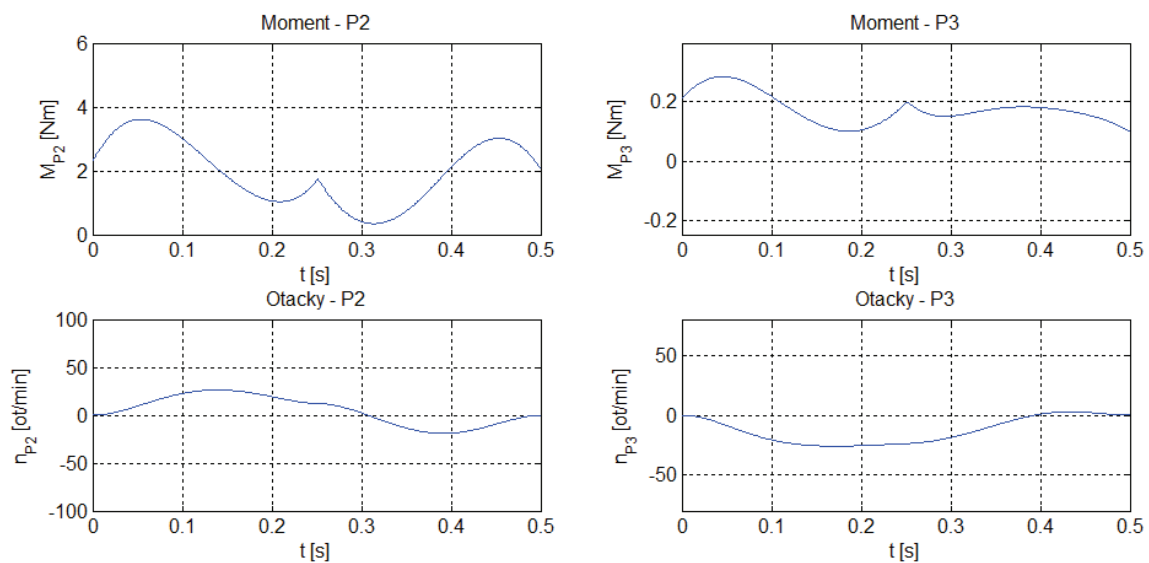 Moment - P2
6
4
2
0
M_P2 [Nm]
0 0.1 0.2 0.3 0.4 0.5
t [s]
Moment - P3
0.2
0
-0.2
M_P3 [Nm]
0 0.1 0.2 0.3 0.4 0.5
t [s]
Otacky - P2
100
50
0
-50
-100
n_P2 [ot/min]
0 0.1 0.2 0.3 0.4 0.5
t [s]
Otacky - P3
50
0
-50
n_P3 [ot/min]
0 0.1 0.2 0.3 0.4 0.5
t [s]